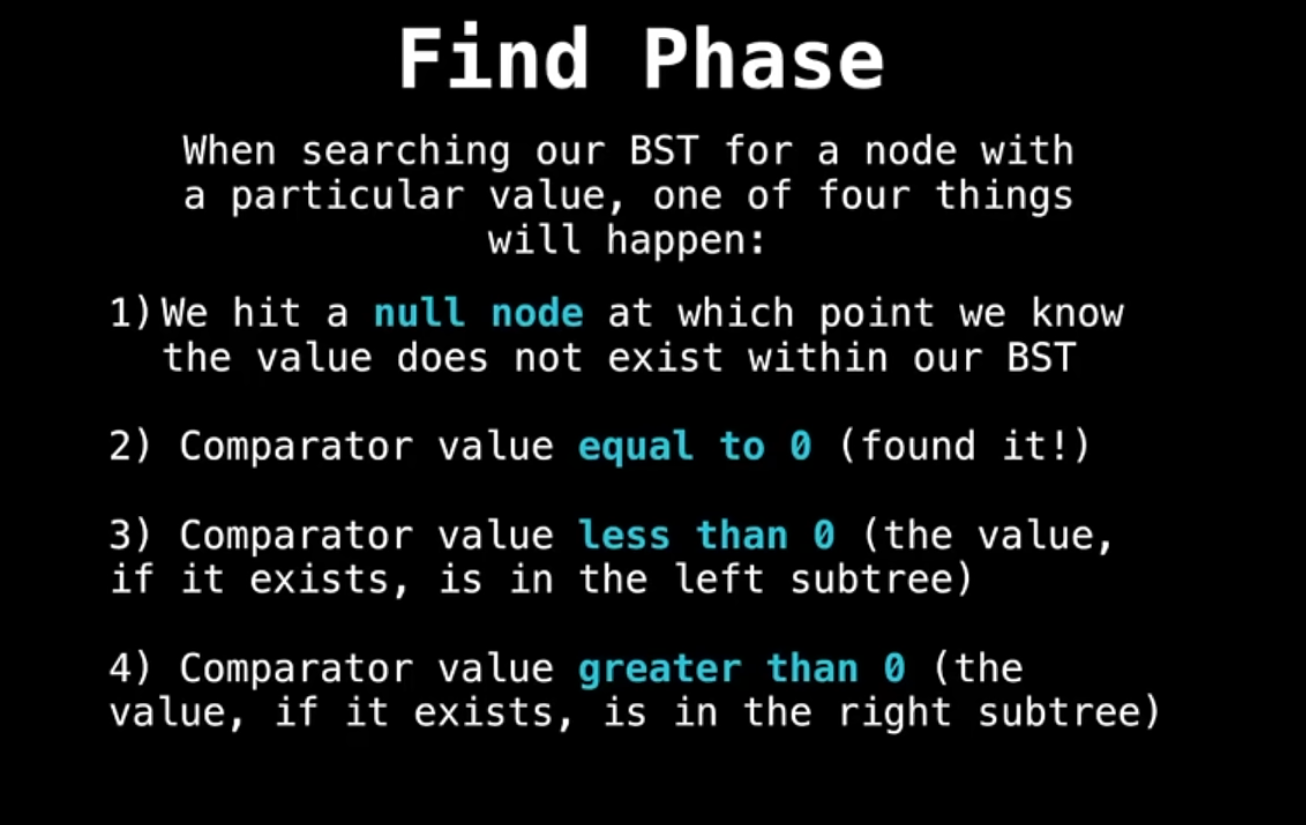 Find Phase
When searching our BST for a node with
a particular value, one of four things
will happen:
1) We hit a null node at which point we know
the value does not exist within our BST
2) Comparator value equal to 0 (found it!)
3) Comparator value less than 0 (the value,
if it exists, is in the left subtree)
4) Comparator value greater than 0 (the
value, if it exists, is in the right subtree)